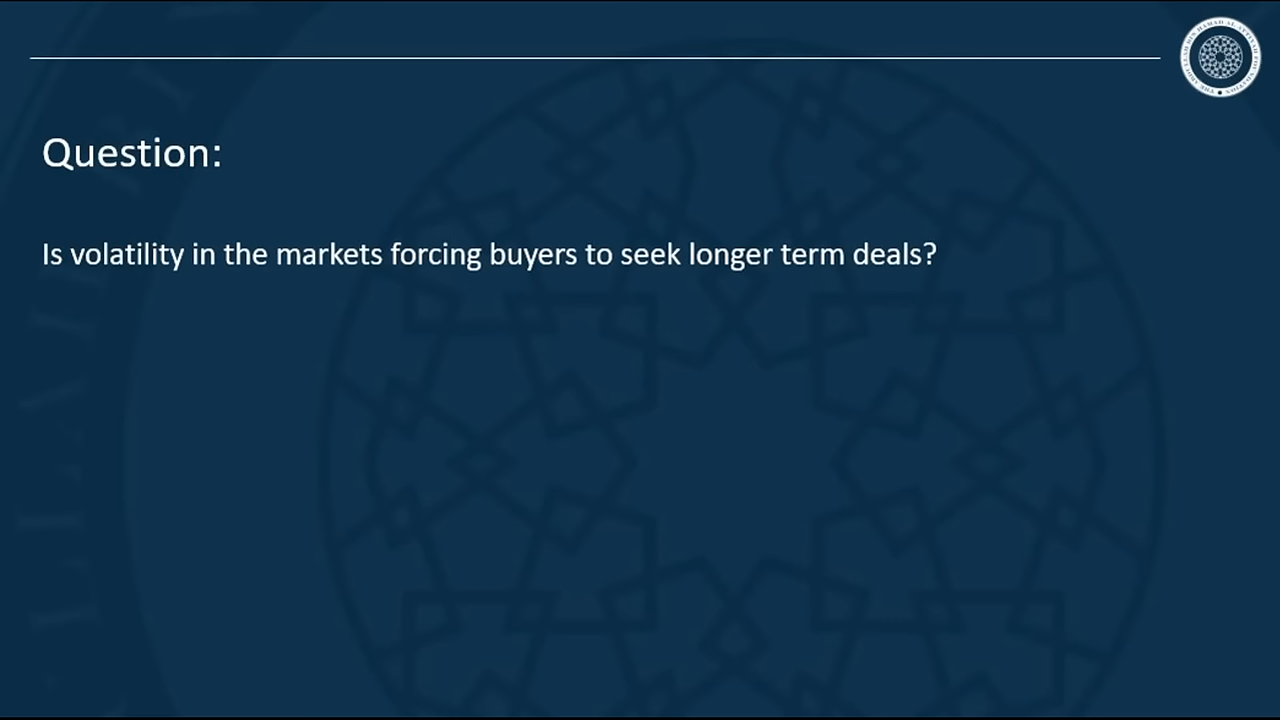 Question:
Is volatility in the markets forcing buyers to seek longer term deals?